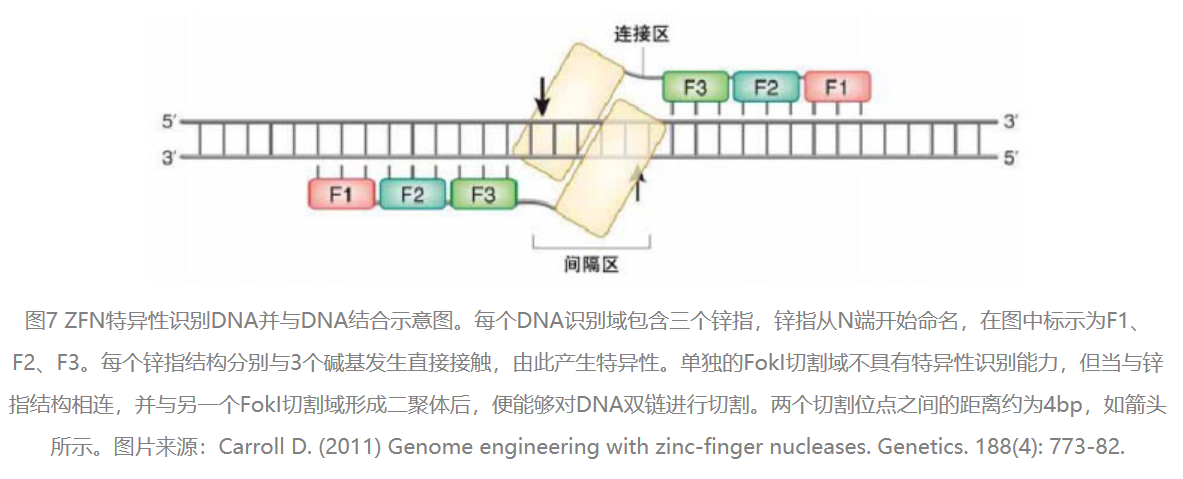 连接区
F3 F2 F1
5′ 3′
3′ 5′
F1 F2 F3
间隔区
图7 ZFN特异性识别DNA并与DNA结合示意图。每个DNA识别域包含三个锌指，锌指从N端开始命名，在图中标示为F1、
F2、F3。每个锌指结构分别与3个碱基发生直接接触，由此产生特异性。单独的FokI切割域不具有特异性识别能力，但当与锌
指结构相连，并与另一个FokI切割域形成二聚体后，便能够对DNA双链进行切割。两个切割位点之间的距离约为4bp，如箭头
所示。图片来源：Carroll D. (2011) Genome engineering with zinc-finger nucleases. Genetics. 188(4): 773-82.